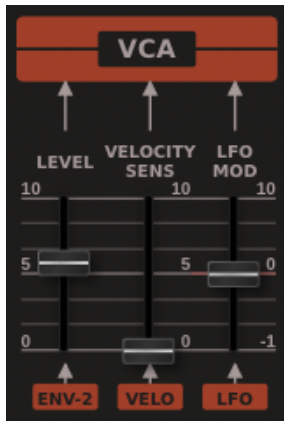 VCA
LEVEL VELOCITY SENS LFO MOD
10 10 10
5 5 0
0 0 -1
ENV-2 VELO LFO